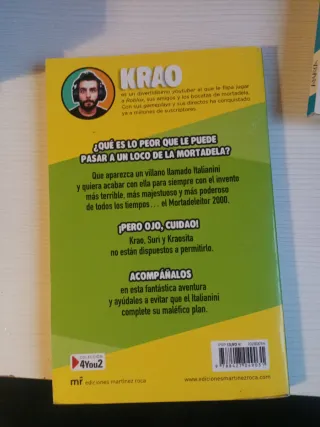 KRAO
es un divertidísimo youtuber al que le flipa jugar
a Roblox, sus amigos y los bocatas de mortadela.
Con sus gameplays y sus directos ha conquistado
ya a millones de suscriptores.
¿QUÉ ES LO PEOR QUE LE PUEDE
PASAR A UN LOCO DE LA MORTADELA?
Que aparezca un villano llamado Italianini
y quiera acabar con ella para siempre con el invento
más terrible, más majestuoso y más poderoso
de todos los tiempos... el Mortadeleitor 2000.
¡PERO OJO, CUIDAO!
Krao, Suri y Kraosita
no están dispuestos a permitirlo.
ACOMPÁÑALOS
en esta fantástica aventura
y ayúdales a evitar que el Italianini
complete su maléfico plan.
COLECCIÓN
4You2
mr ediciones martínez roca
www.edicionesmartinezroca.com